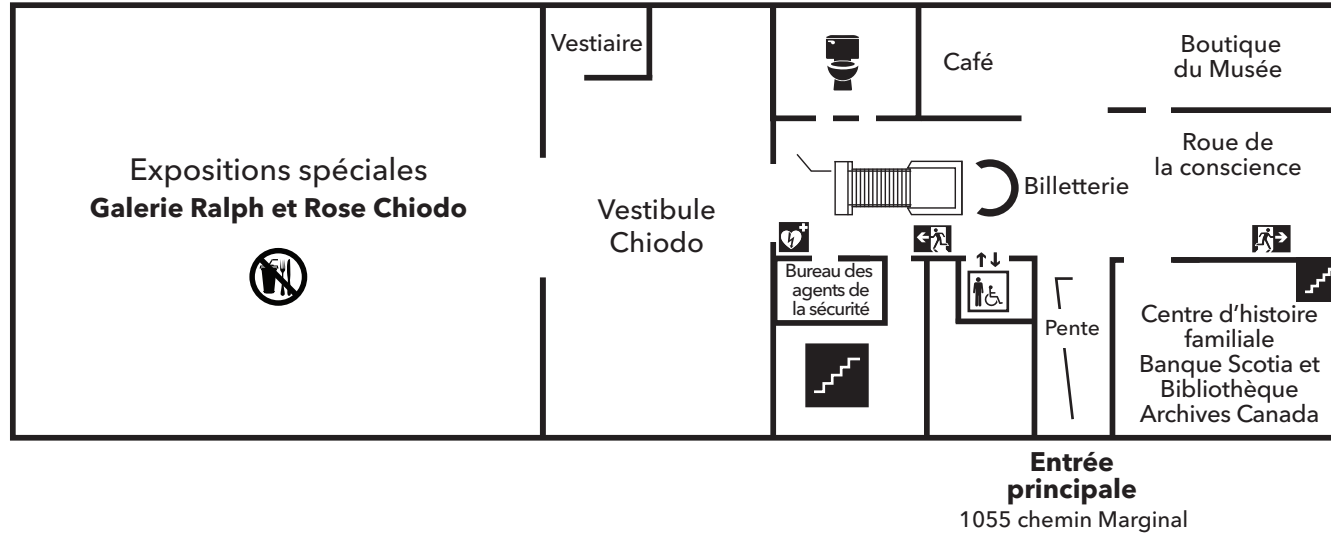 Vestiaire
Café
Boutique
du Musée
Expositions spéciales
Galerie Ralph et Rose Chiodo
Vestibule
Chiodo
Billetterie
Roue de
la conscience
Bureau des
agents de
la sécurité
Pente
Centre d'histoire
familiale
Banque Scotia et
Bibliothèque
Archives Canada
Entrée
principale
1055 chemin Marginal